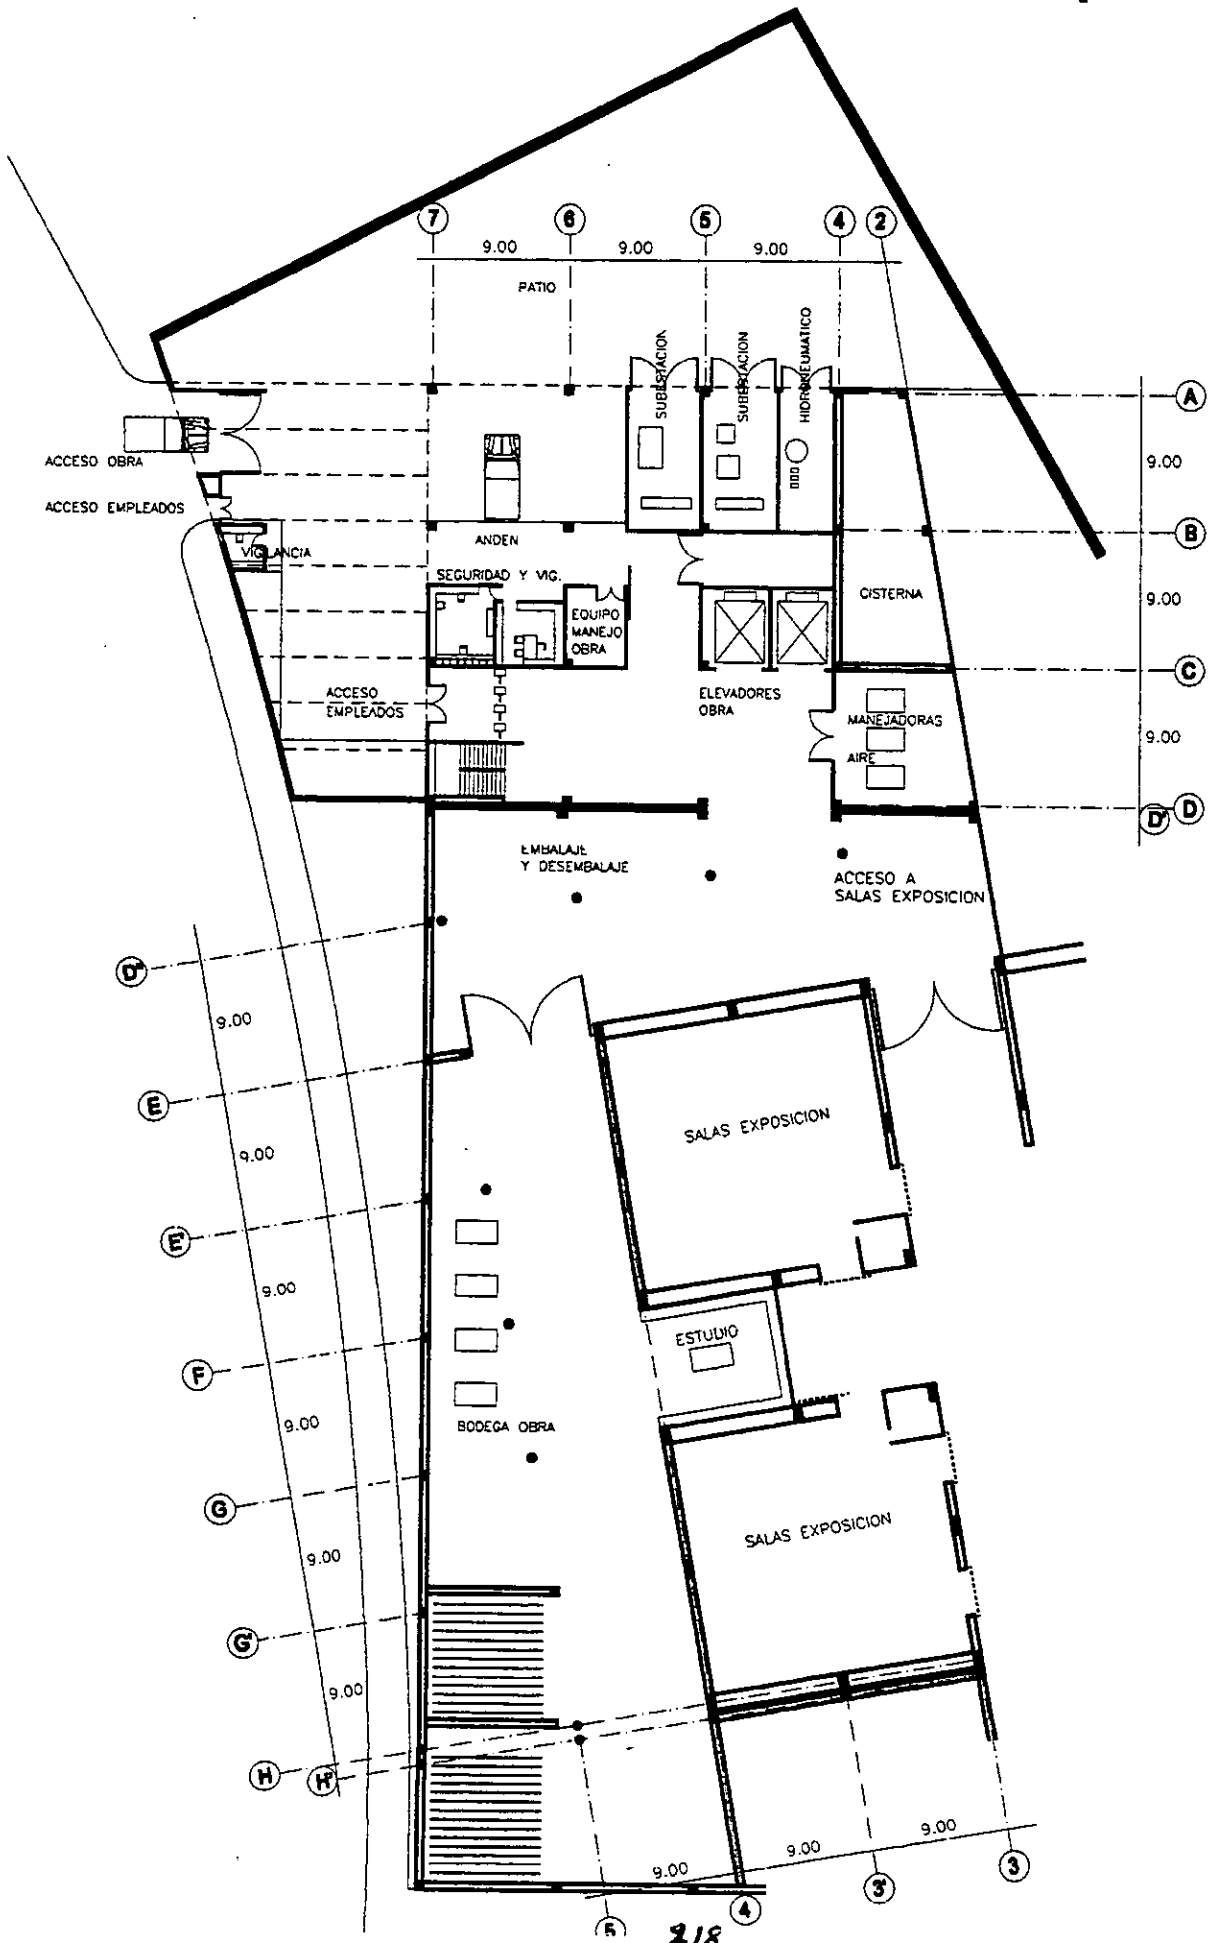 7
6
5
4
2
9.00
9.00
9.00
PATIO
SUBESTACION
SUBESTACION
HIDRONEUMATICO
A
ACCESO OBRA
9.00
ACCESO EMPLEADOS
B
ANDEN
VIGILANCIA
SEGURIDAD Y VIG.
CISTERNA
9.00
EQUIPO
MANEJO
OBRA
C
ACCESO
EMPLEADOS
ELEVADORES
OBRA
MANEJADORAS
AIRE
9.00
D
D'
EMBALAJE
Y DESEMBALAJE
ACCESO A
SALAS EXPOSICION
D"
9.00
E
SALAS EXPOSICION
9.00
E'
9.00
ESTUDIO
F
9.00
BODEGA OBRA
G
SALAS EXPOSICION
9.00
G'
9.00
H
H'
9.00
9.00
9.00
3
3'
4
5
218